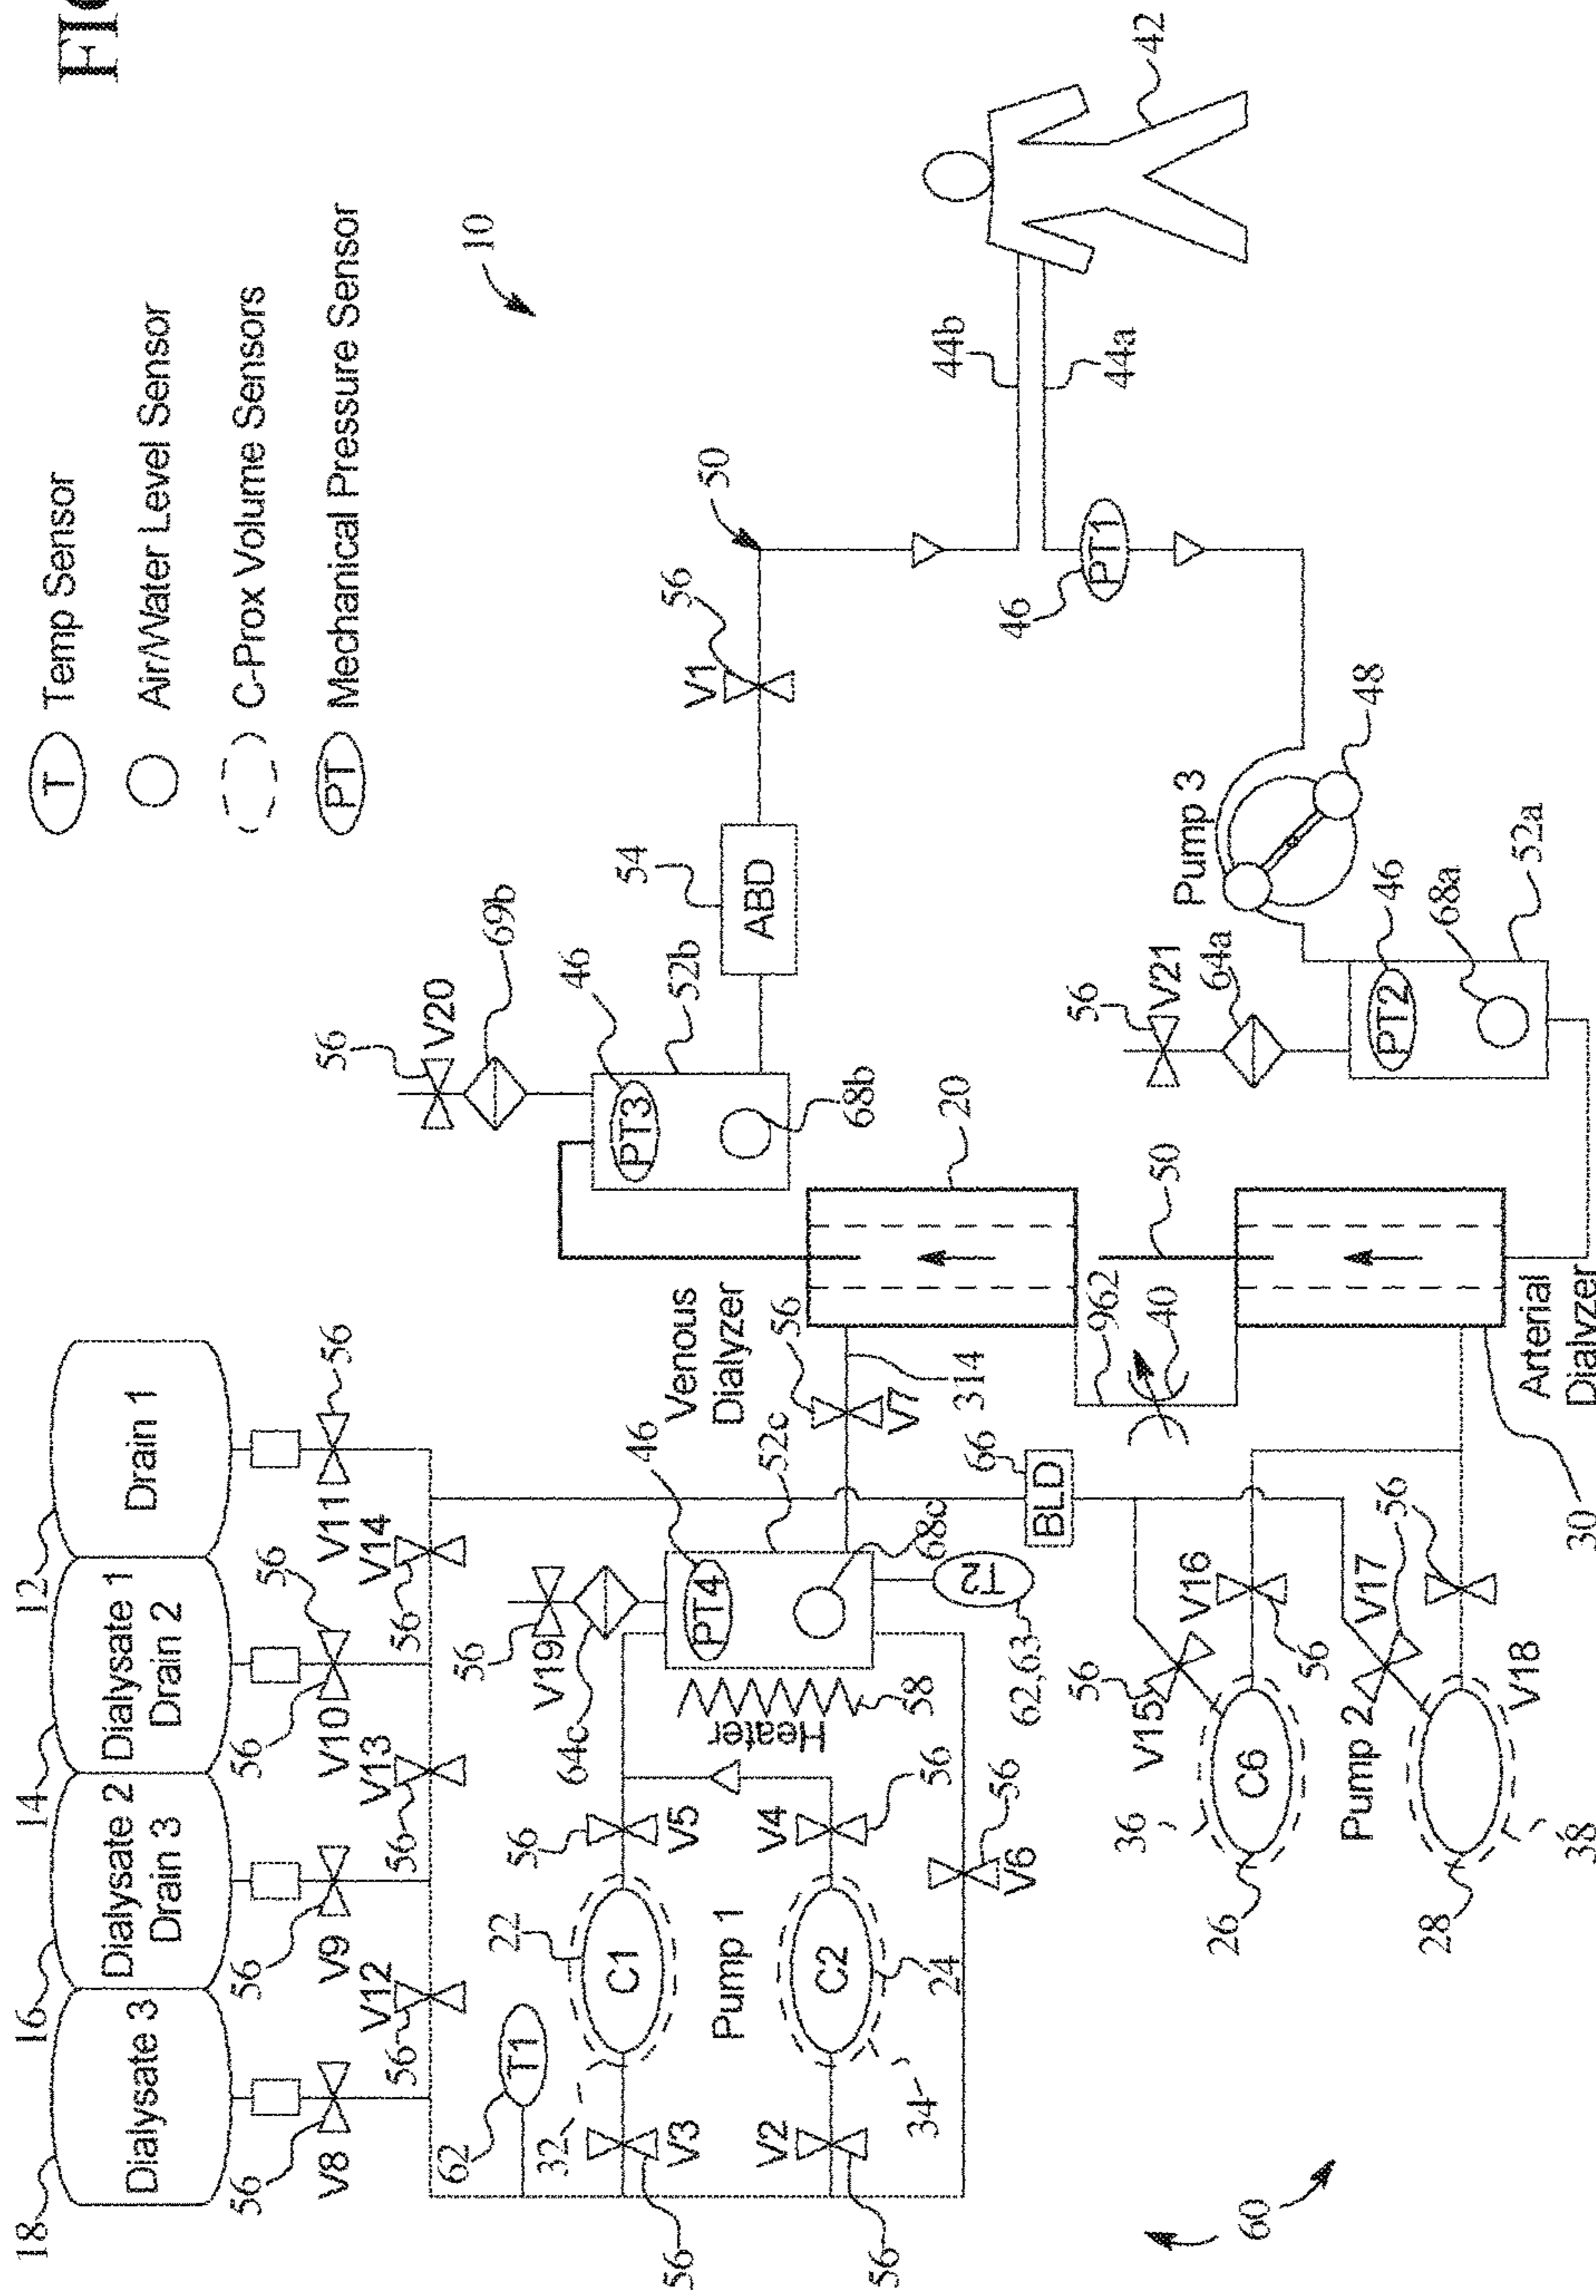 FIG
T Temp Sensor
Air/Water Level Sensor
C-Prox Volume Sensors
PT Mechanical Pressure Sensor
10
18
16
14
12
Dialysate 3
Dialysate 2
Drain 3
Dialysate 1
Drain 2
Drain 1
56
V8
56
V9
56
V10
56
V11
56
56
V12
56
V13
56
V14
62
T1
32
22
C1
56
V3
56
V5
Pump 1
34
24
C2
56
V2
V4
56
56
V6
60
56
V19
64c
46
PT4
52c
68c
Heater
58
T2
62,63
Venous
Dialyzer
56
V7
314
66
BLD
56
V20
69b
46
PT3
52b
68b
54
ABD
56
V1
50
20
962
40
50
44b
44a
42
46
PT1
Pump 3
48
56
V21
64a
46
PT2
68a
52a
Arterial
Dialyzer
30
56
V15
V16
56
36
C6
26
Pump 2
V17
56
V18
28
38